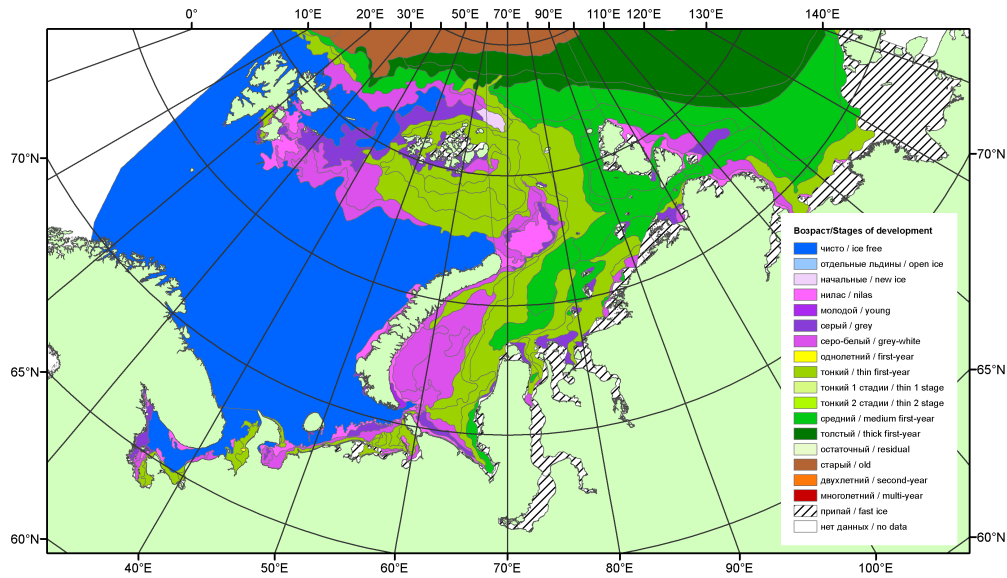 0° 10°E 20°E 30°E 50°E 70°E 90°E 110°E 120°E 130°E 140°E
70°N 70°N
Возраст/Stages of development
чисто / ice free
отдельные льдины / open ice
начальные / new ice
нилас / nilas
молодой / young
серый / grey
серо-белый / grey-white
однолетний / first-year
тонкий / thin first-year
тонкий 1 стадии / thin 1 stage
тонкий 2 стадии / thin 2 stage
средний / medium first-year
толстый / thick first-year
остаточный / residual
старый / old
двухлетний / second-year
многолетний / multi-year
припай / fast ice
нет данных / no data
65°N 65°N
60°N 60°N
40°E 50°E 60°E 70°E 80°E 90°E 100°E